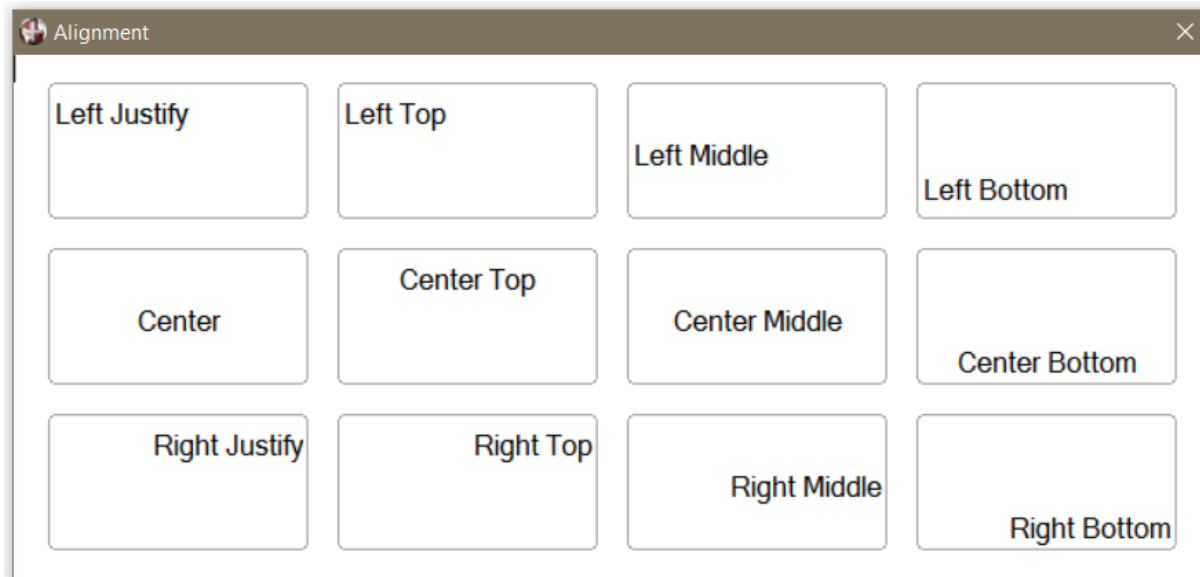 Alignment
Left Justify
Left Top
Left Middle
Left Bottom
Center
Center Top
Center Middle
Center Bottom
Right Justify
Right Top
Right Middle
Right Bottom